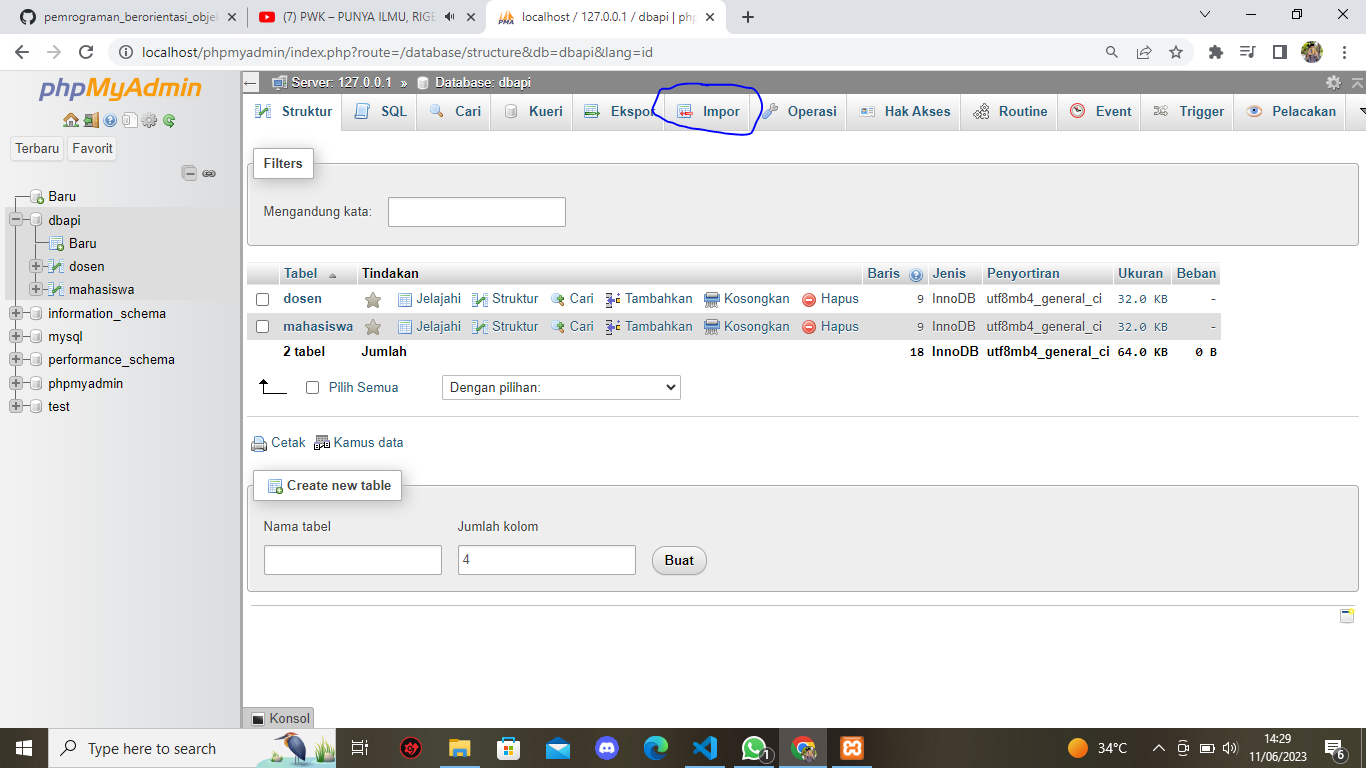 pemrograman_berorientasi_obje
(7) PWK – PUNYA ILMU, RIGE
localhost / 127.0.0.1 / dbapi | php
localhost/phpmyadmin/index.php?route=/database/structure&db=dbapi&lang=id
phpMyAdmin
Terbaru Favorit
Baru
dbapi
Baru
dosen
mahasiswa
information_schema
mysql
performance_schema
phpmyadmin
test
Server: 127.0.0.1 » Database: dbapi
Struktur SQL Cari Kueri Ekspor Impor Operasi Hak Akses Routine Event Trigger Pelacakan
Filters
Mengandung kata:
Tabel Tindakan Baris Jenis Penyortiran Ukuran Beban
dosen Jelajahi Struktur Cari Tambahkan Kosongkan Hapus 9 InnoDB utf8mb4_general_ci 32.0 KB -
mahasiswa Jelajahi Struktur Cari Tambahkan Kosongkan Hapus 9 InnoDB utf8mb4_general_ci 32.0 KB -
2 tabel Jumlah 18 InnoDB utf8mb4_general_ci 64.0 KB 0 B
Pilih Semua Dengan pilihan:
Cetak Kamus data
Create new table
Nama tabel Jumlah kolom
4 Buat
Konsol
Type here to search
1
34°C
14:29
11/06/2023
6